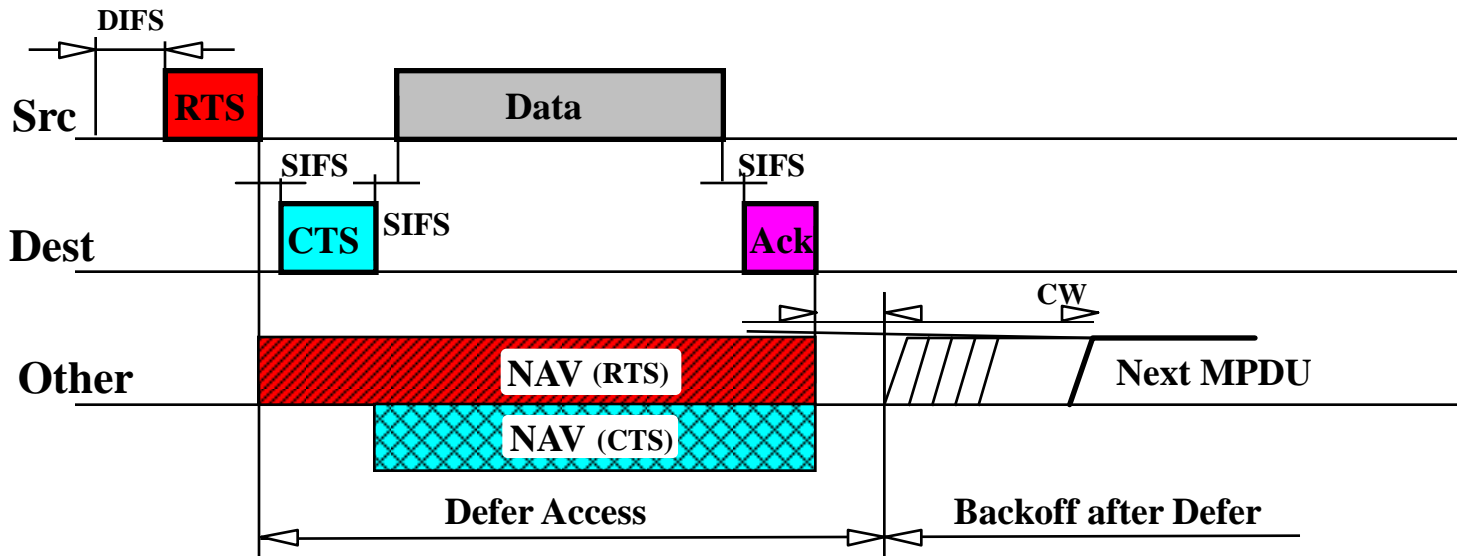 DIFS
Src
RTS
Data
SIFS
SIFS
SIFS
Dest
CTS
Ack
CW
Other
NAV (RTS)
Next MPDU
NAV (CTS)
Defer Access
Backoff after Defer